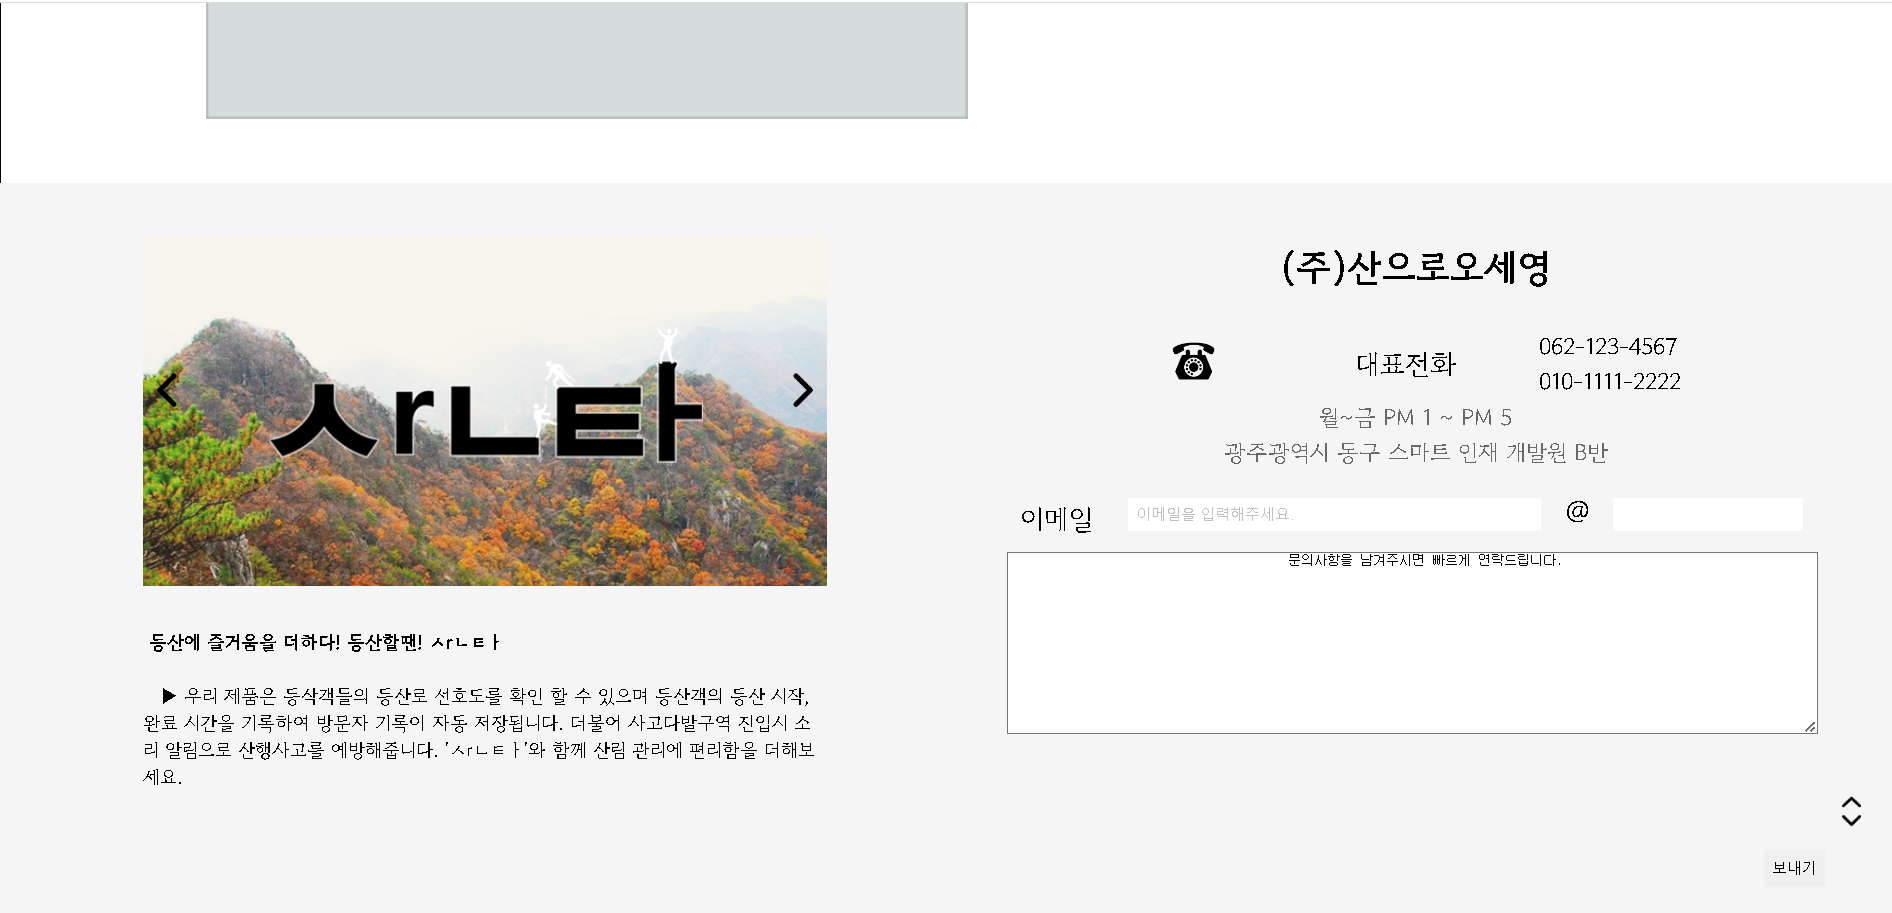 ㅅrㄴㅌㅏ
등산에 즐거움을 더하다! 등산할땐! ㅅrㄴㅌㅏ
▶ 우리 제품은 등삭객들의 등산로 선호도를 확인 할 수 있으며 등산객의 등산 시작,
완료 시간을 기록하여 방문자 기록이 자동 저장됩니다. 더불어 사고다발구역 진입시 소
리 알림으로 산행사고를 예방해줍니다. 'ㅅrㄴㅌㅏ'와 함께 산림 관리에 편리함을 더해보
세요.
(주)산으로오세영
대표전화
062-123-4567
010-1111-2222
월~금 PM 1 ~ PM 5
광주광역시 동구 스마트 인재 개발원 B반
이메일 이메일을 입력해주세요. @
문의사항을 남겨주시면 빠르게 연락드립니다.
보내기